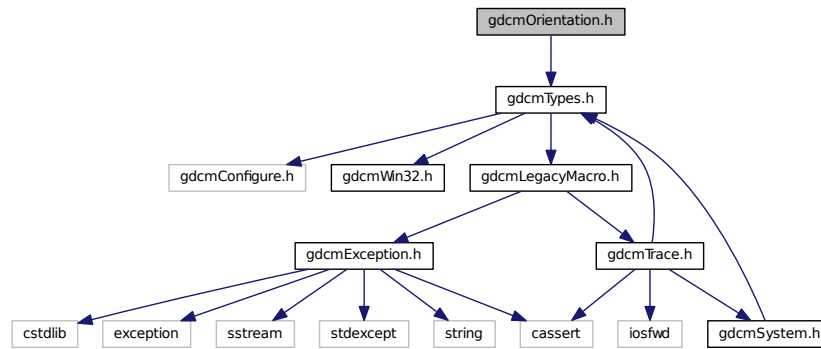 gdcmOrientation.h
gdcmTypes.h
gdcmConfigure.h
gdcmWin32.h
gdcmLegacyMacro.h
gdcmException.h
gdcmTrace.h
cstdlib
exception
sstream
stdexcept
string
cassert
iosfwd
gdcmSystem.h